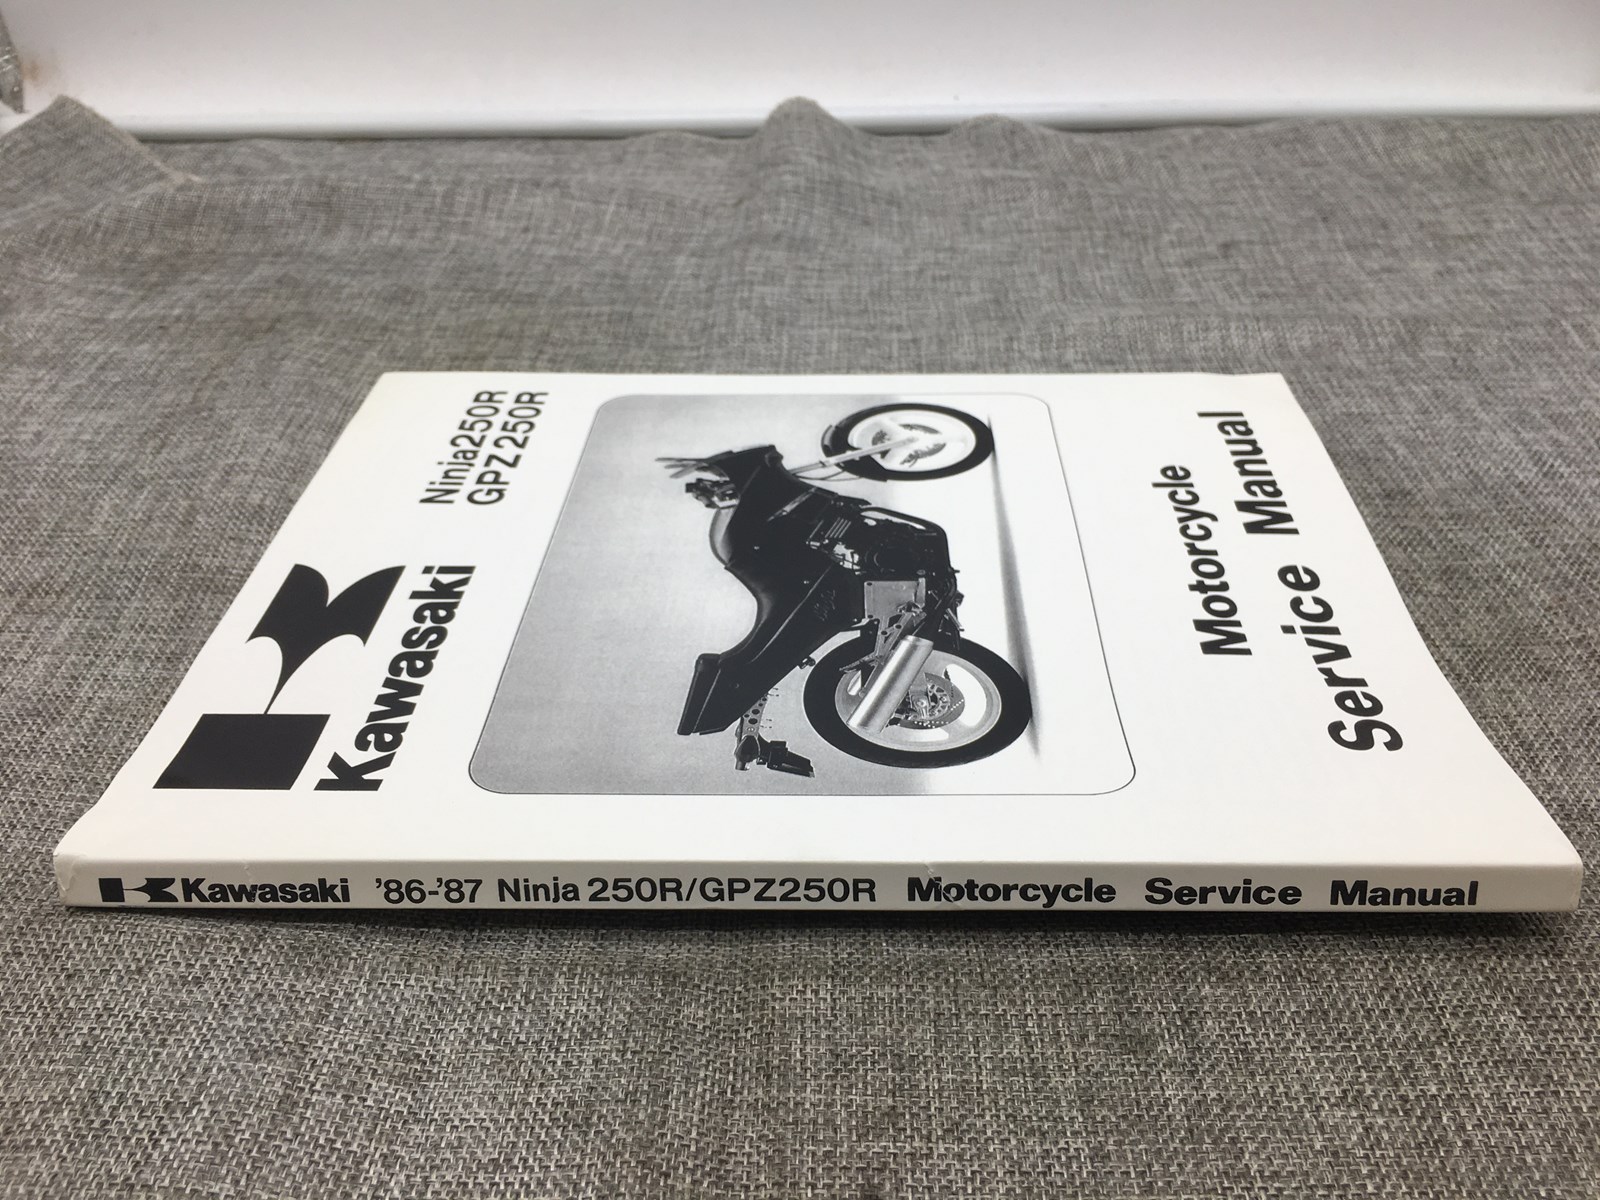 Kawasaki
Ninja250R
GPZ250R
Motorcycle
Service Manual
Kawasaki '86-'87 Ninja 250R/GPZ250R Motorcycle Service Manual